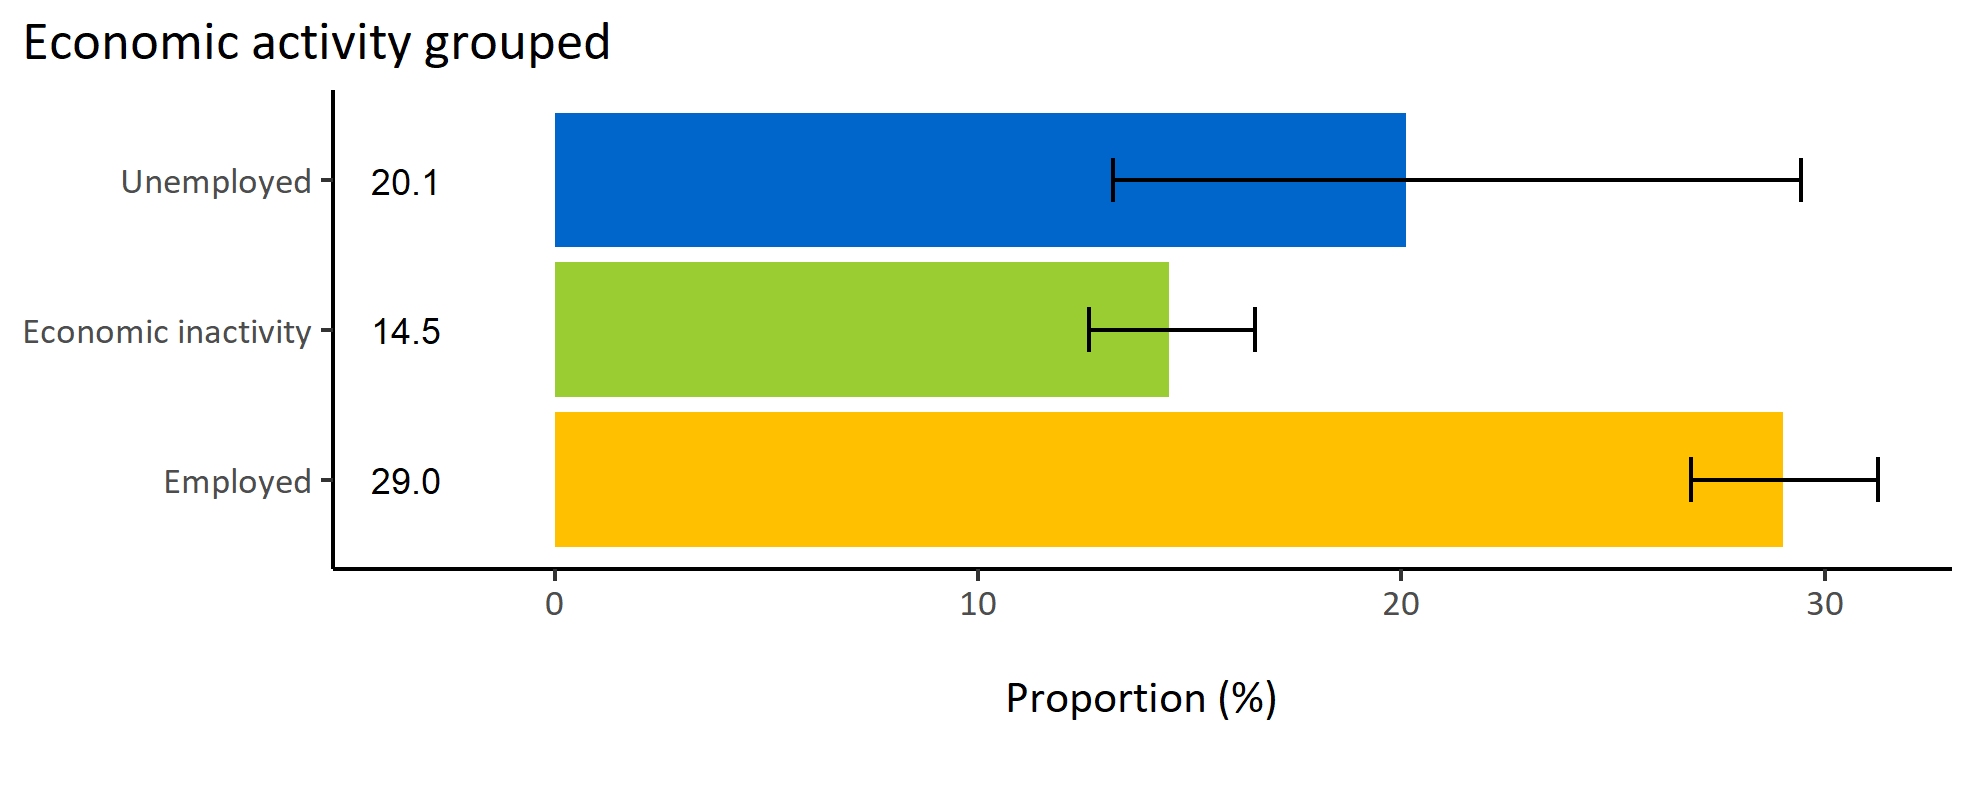 Economic activity grouped
Unemployed 20.1
Economic inactivity 14.5
Employed 29.0
0 10 20 30
Proportion (%)